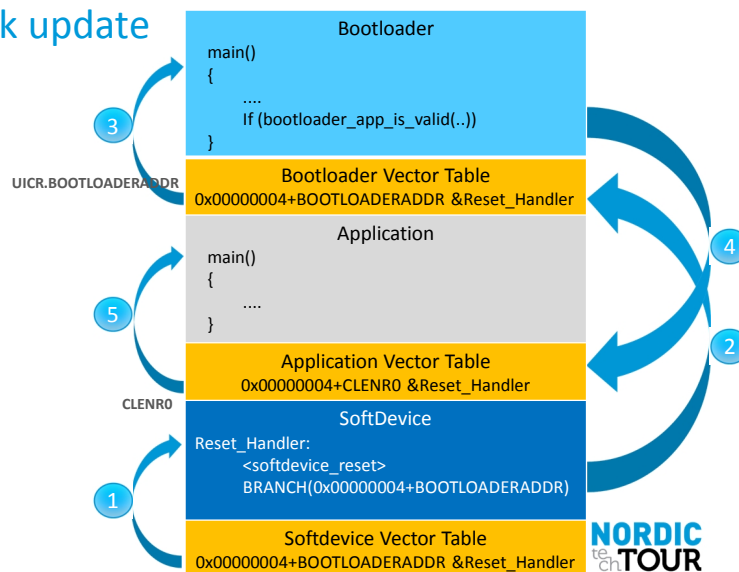 k update
Bootloader
main()
{
....
If (bootloader_app_is_valid(..))
}
3
UICR.BOOTLOADERADDR
Bootloader Vector Table
0x00000004+BOOTLOADERADDR &Reset_Handler
Application
main()
{
....
}
4
5
2
Application Vector Table
0x00000004+CLENR0 &Reset_Handler
CLENR0
SoftDevice
Reset_Handler:
<softdevice_reset>
BRANCH(0x00000004+BOOTLOADERADDR)
1
Softdevice Vector Table
0x00000004+BOOTLOADERADDR &Reset_Handler
NORDIC
tech TOUR